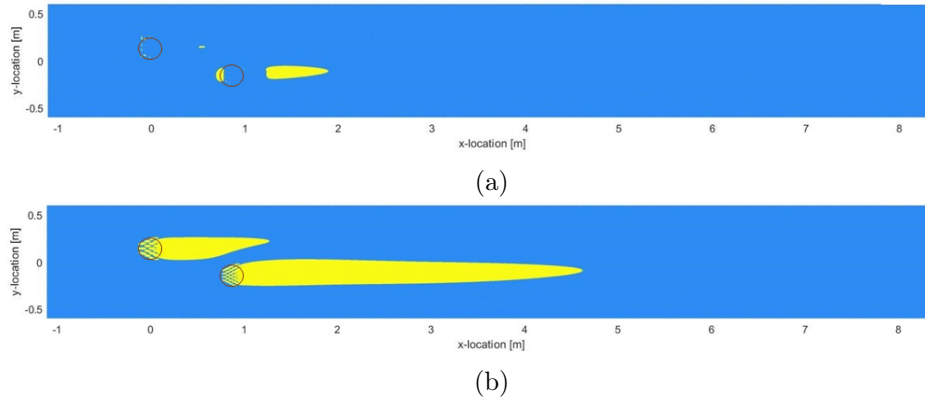 0.5
0
-0.5
y-location [m]
-1 0 1 2 3 4 5 6 7 8
x-location [m]
(a)
0.5
0
-0.5
y-location [m]
-1 0 1 2 3 4 5 6 7 8
x-location [m]
(b)